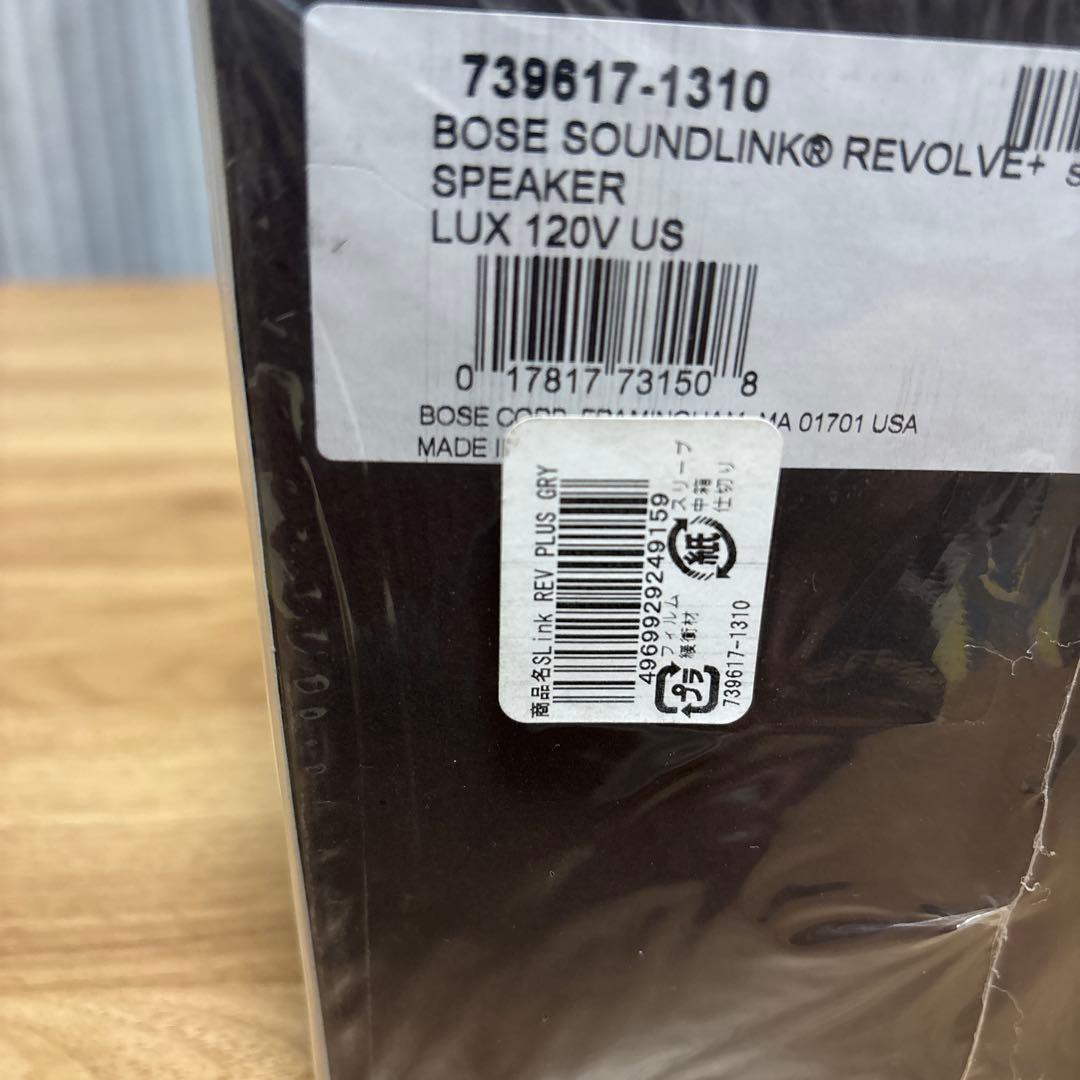 739617-1310
BOSE SOUNDLINK® REVOLVE+ S
SPEAKER
LUX 120V US
0 17817 73150 8
BOSE CORP. FRAMINGHAM, MA 01701 USA
MADE I
商品名SLink REV PLUS GRY
4969929249159
スリーブ
中箱
仕切り
紙
フィルム
緩衝材
プラ
739617-1310